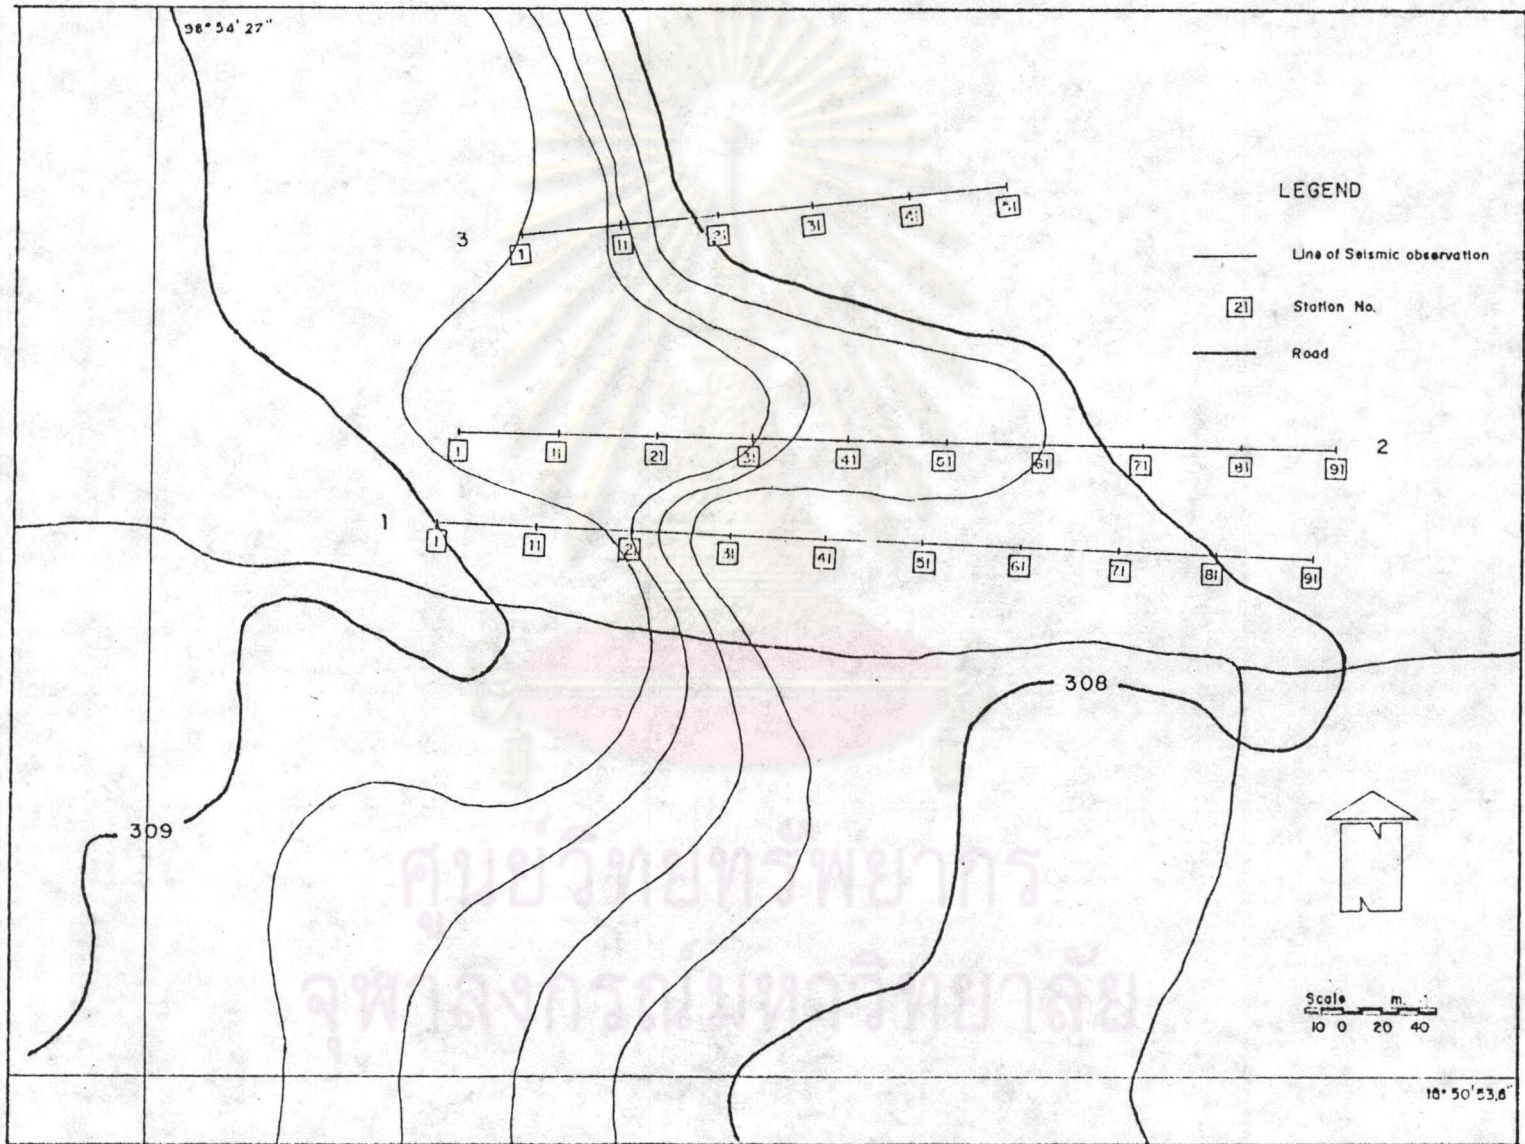 98° 54' 27"
LEGEND
Line of Seismic observation
21 Station No.
Road
3
1 11 21 31 41 51
2
1 11 21 31 41 51 61 71 81 91
1
1 11 21 31 41 51 61 71 81 91
308
309
ศูนย์วิทยทรัพยากร
จุฬาลงกรณ์มหาวิทยาลัย
N
Scale m.
10 0 20 40
18° 50' 53.8"